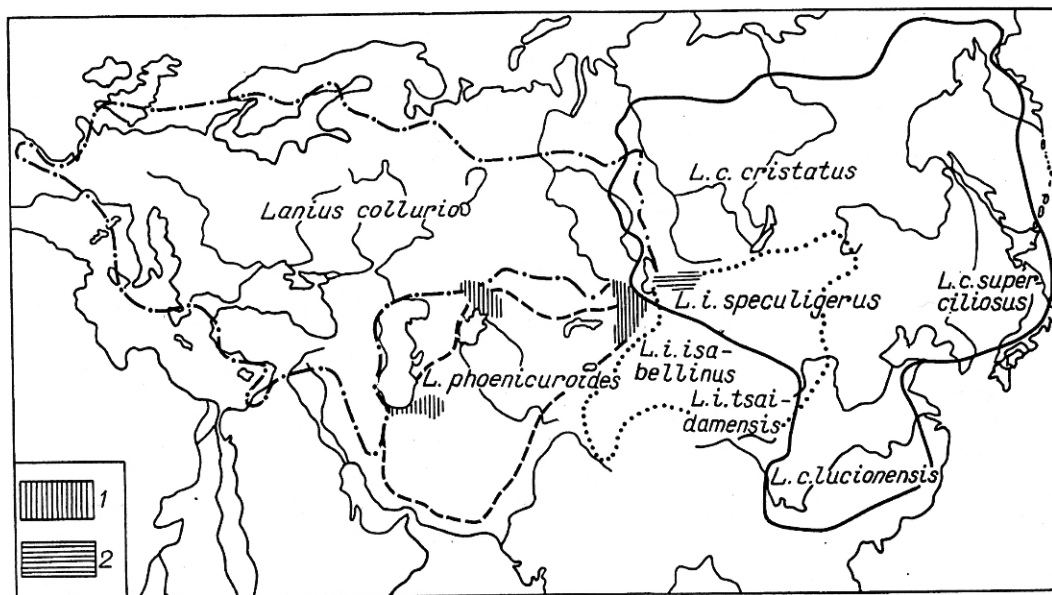 L.c. cristatus
Lanius collurio
L.i. speculigerus
L.c. super-
ciliosus
L.i. isa-
bellinus
L. phoenicuroides
L.i. tsai-
damensis
L.c. lucionensis
1
2